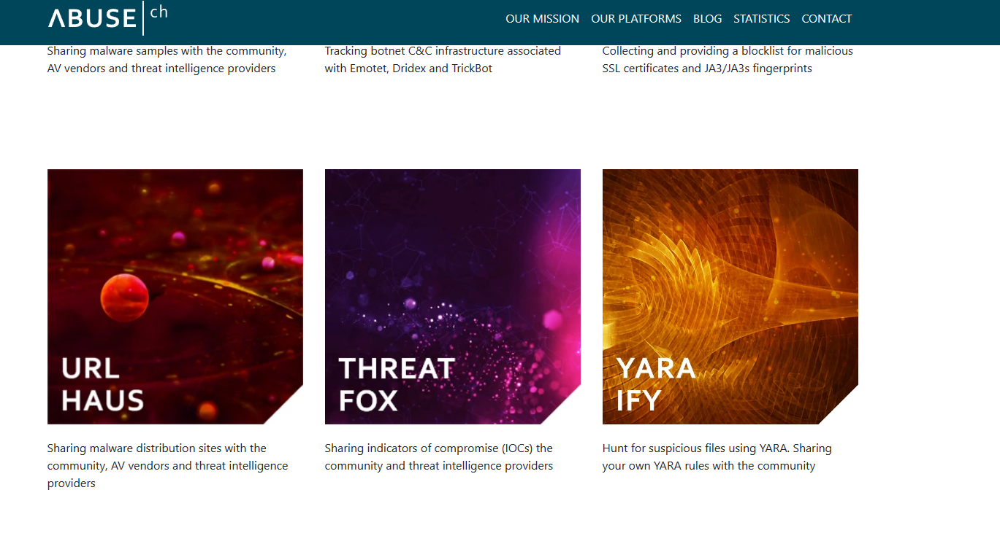 ABUSE ch
OUR MISSION OUR PLATFORMS BLOG STATISTICS CONTACT
Sharing malware samples with the community,
AV vendors and threat intelligence providers
Tracking botnet C&C infrastructure associated
with Emotet, Dridex and TrickBot
Collecting and providing a blocklist for malicious
SSL certificates and JA3/JA3s fingerprints
URL
HAUS
Sharing malware distribution sites with the
community, AV vendors and threat intelligence
providers
THREAT
FOX
Sharing indicators of compromise (IOCs) the
community and threat intelligence providers
YARA
IFY
Hunt for suspicious files using YARA. Sharing
your own YARA rules with the community